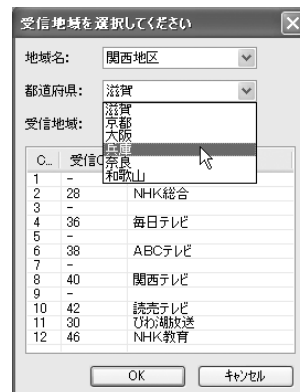 受信地域を選択してください
地域名: 関西地区
都道府県: 滋賀
滋賀
京都
大阪
兵庫
奈良
和歌山
受信地域:
C... 受信C
1 -
2 28 NHK総合
3 -
4 36 毎日テレビ
5 -
6 38 ABCテレビ
7 -
8 40 関西テレビ
9 -
10 42 読売テレビ
11 30 びわ湖放送
12 46 NHK教育
OK キャンセル